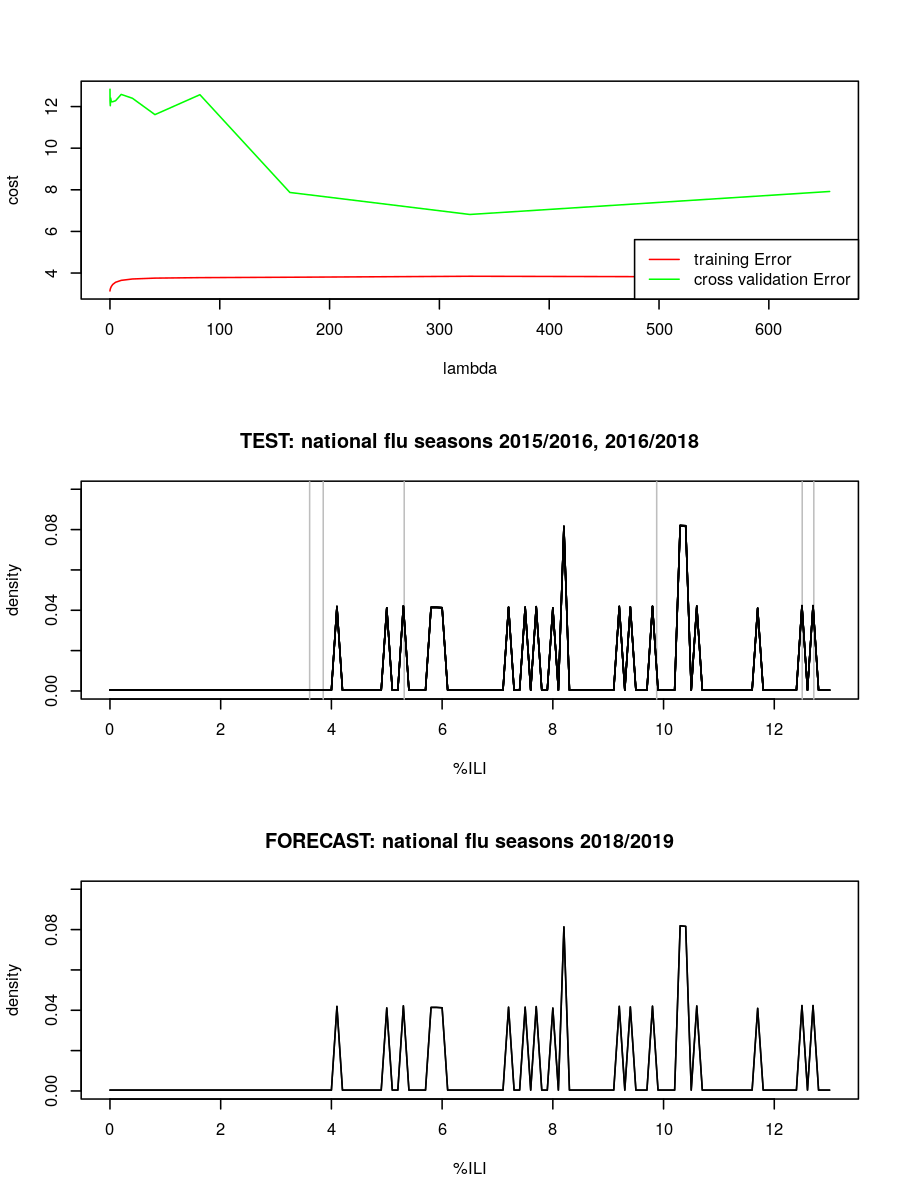 cost
4 6 8 10 12
training Error
cross validation Error
0 100 200 300 400 500 600
lambda
TEST: national flu seasons 2015/2016, 2016/2018
density
0.00 0.04 0.08
0 2 4 6 8 10 12
%ILI
FORECAST: national flu seasons 2018/2019
density
0.00 0.04 0.08
0 2 4 6 8 10 12
%ILI